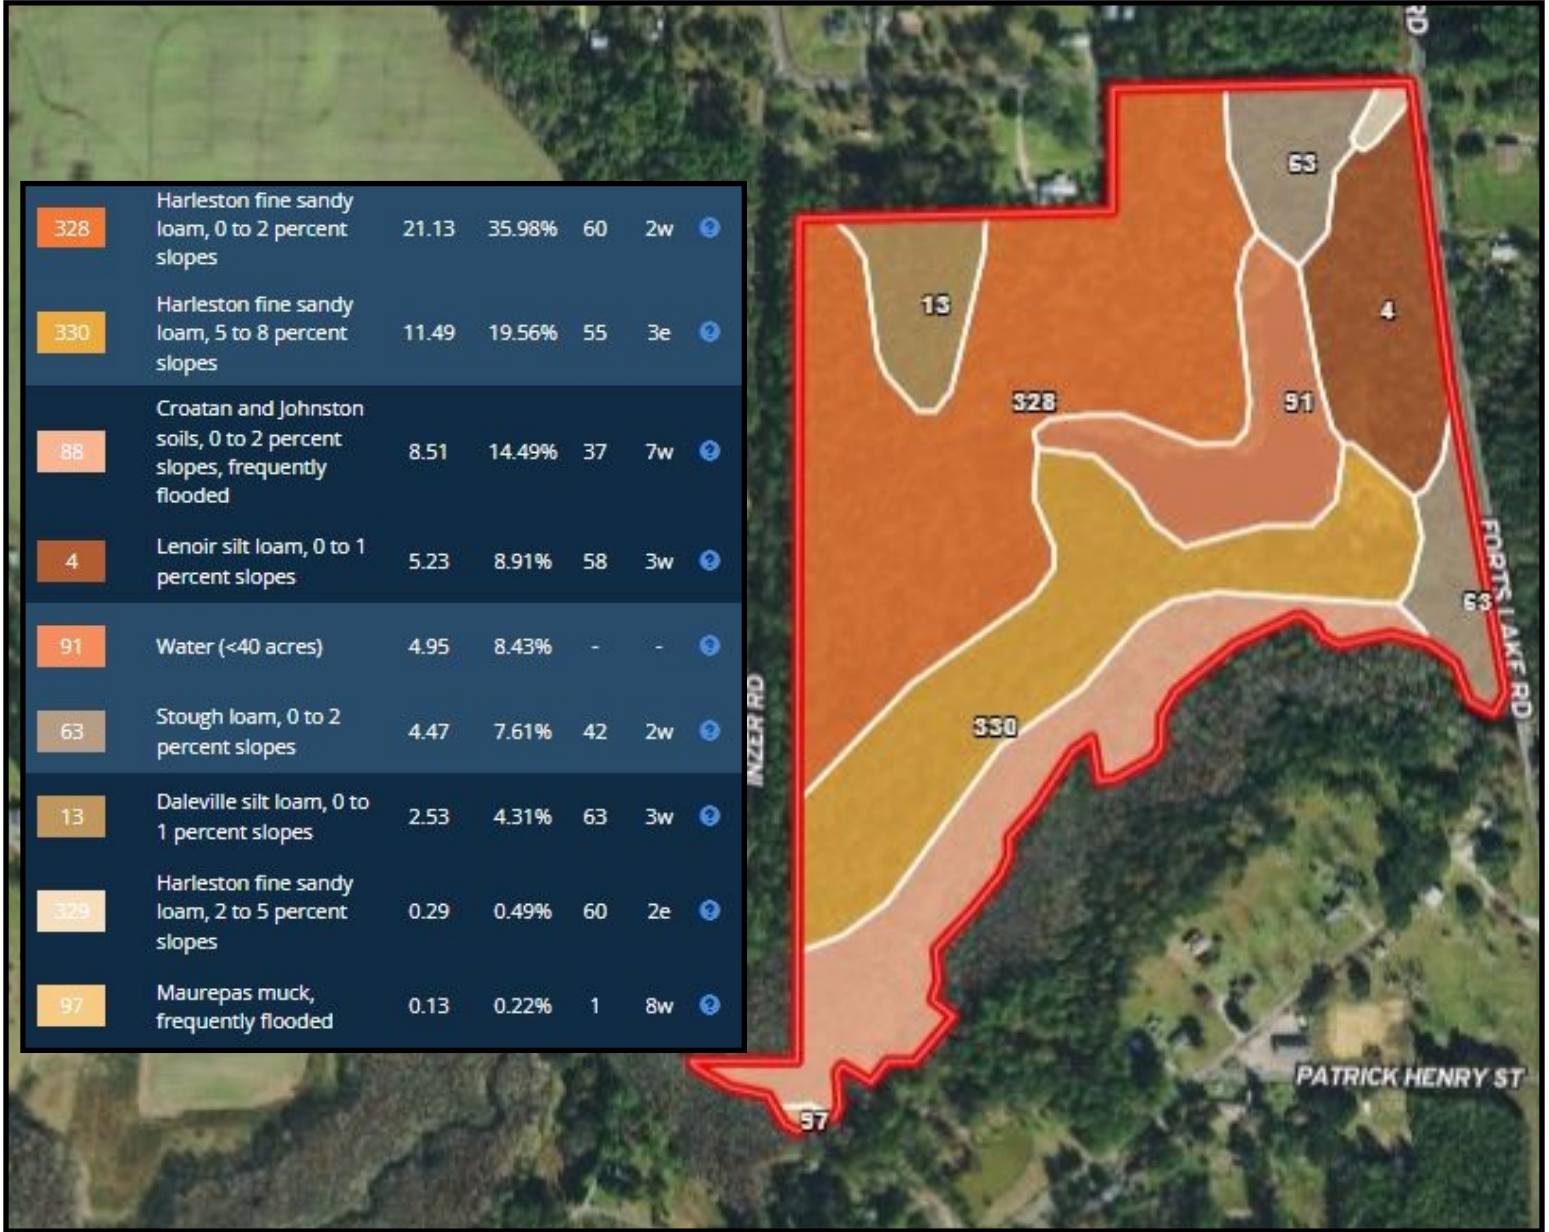 328 Harleston fine sandy loam, 0 to 2 percent slopes 21.13 35.98% 60 2w ?
330 Harleston fine sandy loam, 5 to 8 percent slopes 11.49 19.56% 55 3e ?
88 Croatan and Johnston soils, 0 to 2 percent slopes, frequently flooded 8.51 14.49% 37 7w ?
4 Lenoir silt loam, 0 to 1 percent slopes 5.23 8.91% 58 3w ?
91 Water (<40 acres) 4.95 8.43% - - ?
63 Stough loam, 0 to 2 percent slopes 4.47 7.61% 42 2w ?
13 Daleville silt loam, 0 to 1 percent slopes 2.53 4.31% 63 3w ?
329 Harleston fine sandy loam, 2 to 5 percent slopes 0.29 0.49% 60 2e ?
97 Maurepas muck, frequently flooded 0.13 0.22% 1 8w ?
RD
63
13
4
328
91
FORTS LAKE RD
63
INZER RD
330
PATRICK HENRY ST
97